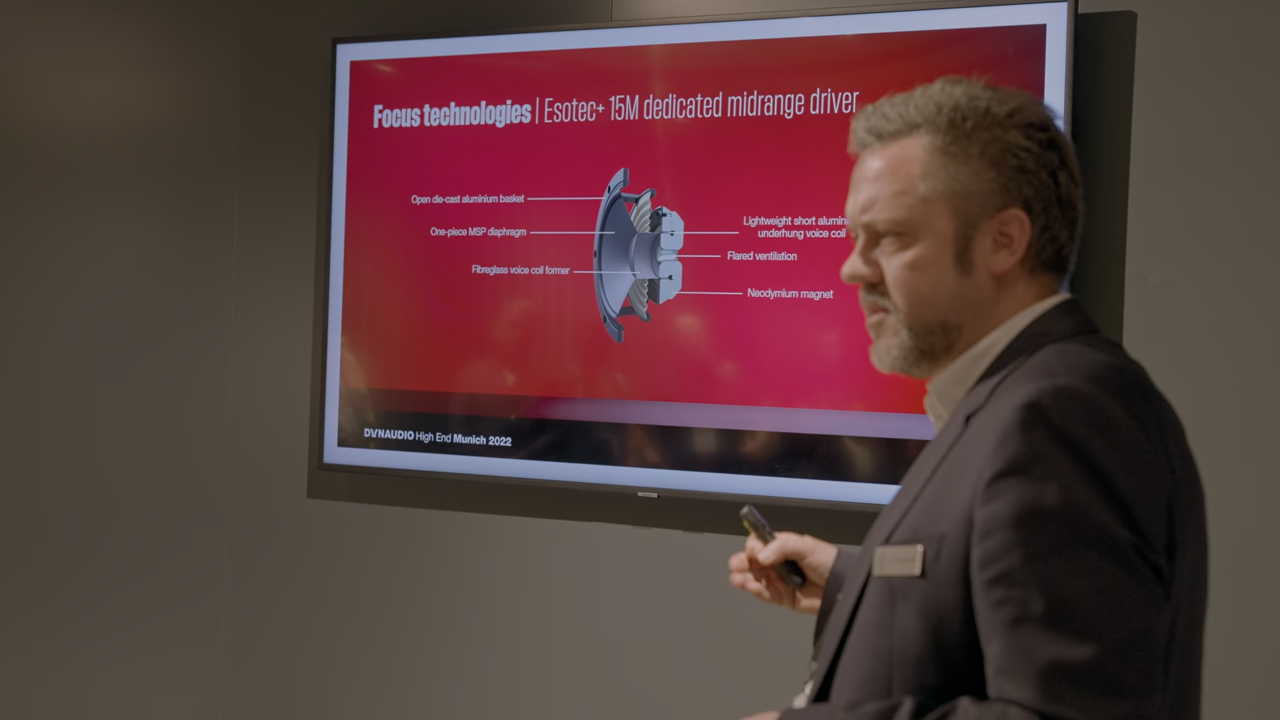 Focus technologies | Esotec+ 15M dedicated midrange driver
Open die-cast aluminium basket
One-piece MSP diaphragm
Fibreglass voice coil former
Lightweight short
underhung voice coil
Flared ventilation
Neodymium magnet
DYNAUDIO High End Munich 2022